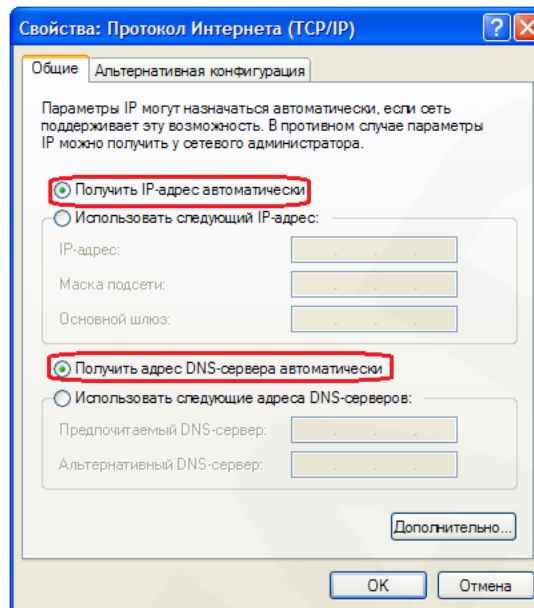 Свойства: Протокол Интернета (TCP/IP)
Общие
Альтернативная конфигурация
Параметры IP могут назначаться автоматически, если сеть
поддерживает эту возможность. В противном случае параметры
IP можно получить у сетевого администратора.
Получить IP-адрес автоматически
Использовать следующий IP-адрес:
IP-адрес:
Маска подсети:
Основной шлюз:
Получить адрес DNS-сервера автоматически
Использовать следующие адреса DNS-серверов:
Предпочитаемый DNS-сервер:
Альтернативный DNS-сервер:
Дополнительно...
OK
Отмена